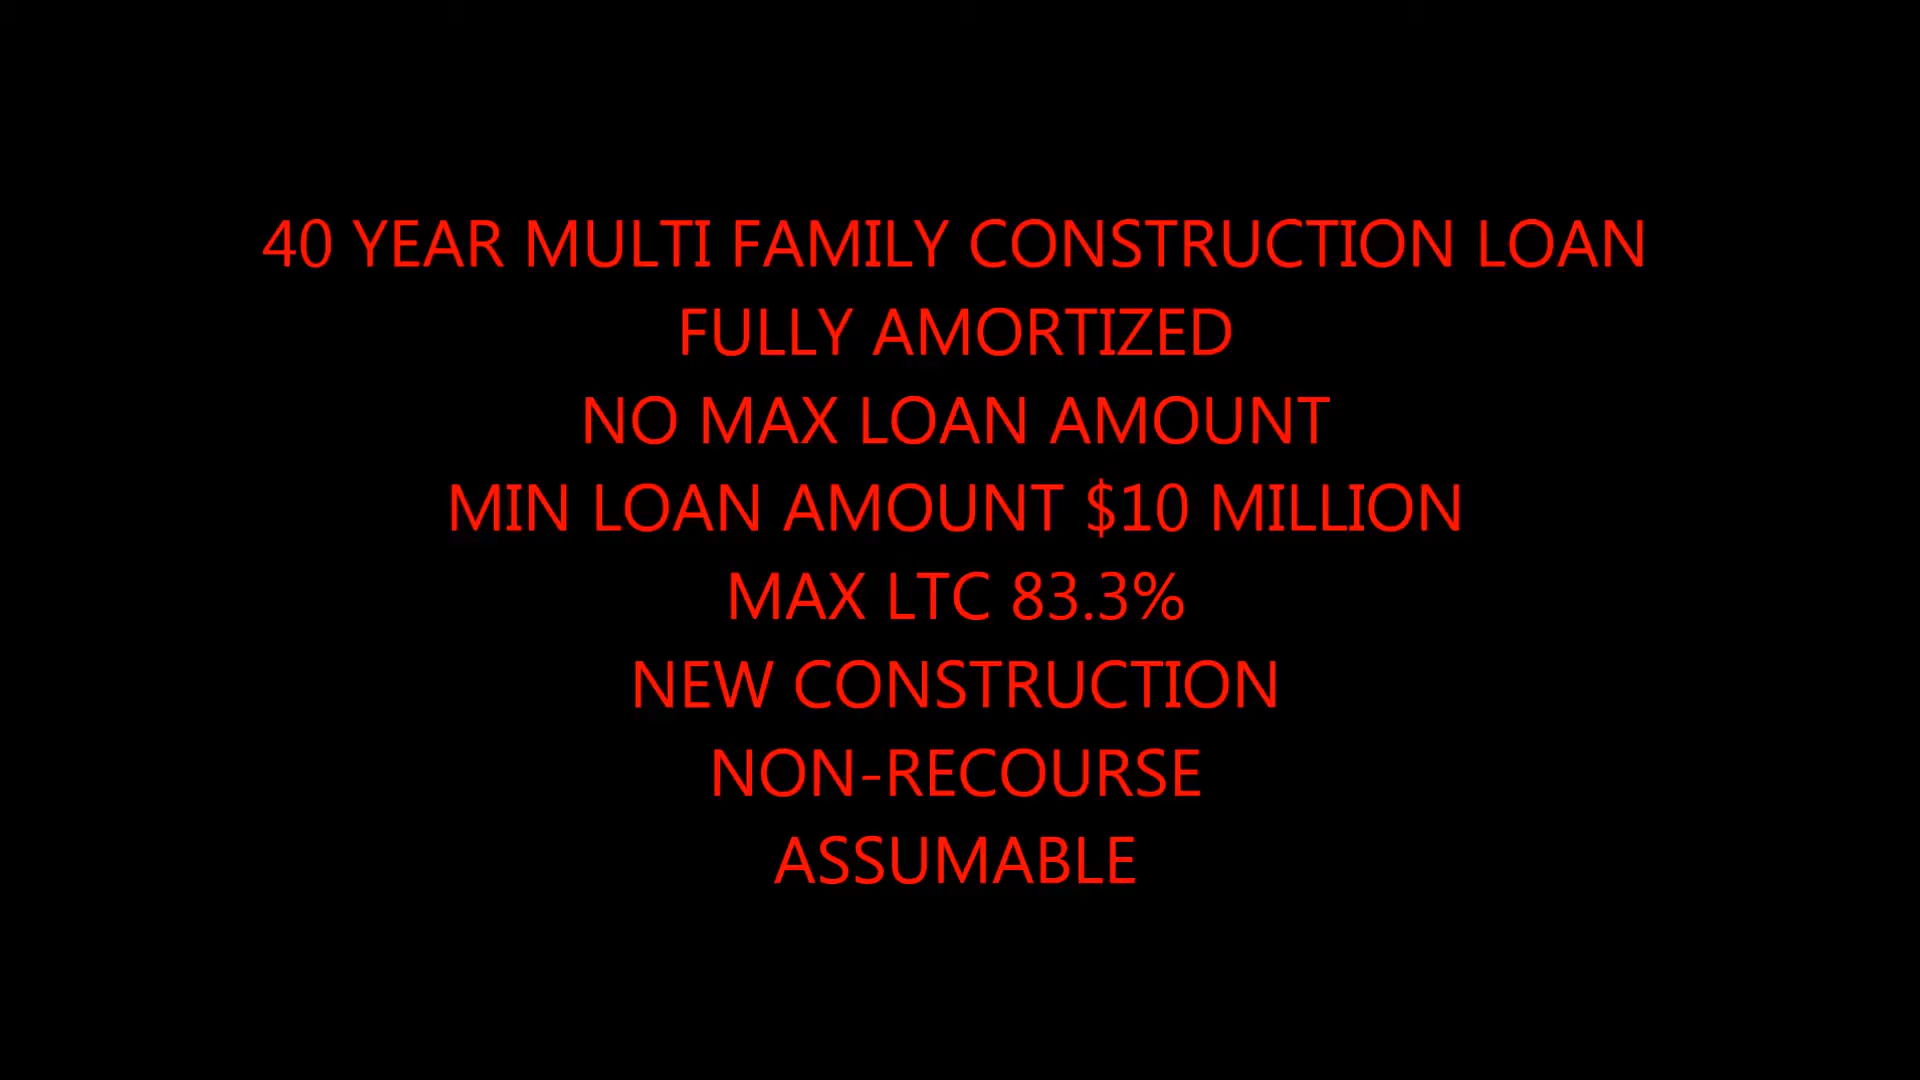 40 YEAR MULTI FAMILY CONSTRUCTION LOAN
FULLY AMORTIZED
NO MAX LOAN AMOUNT
MIN LOAN AMOUNT $10 MILLION
MAX LTC 83.3%
NEW CONSTRUCTION
NON-RECOURSE
ASSUMABLE